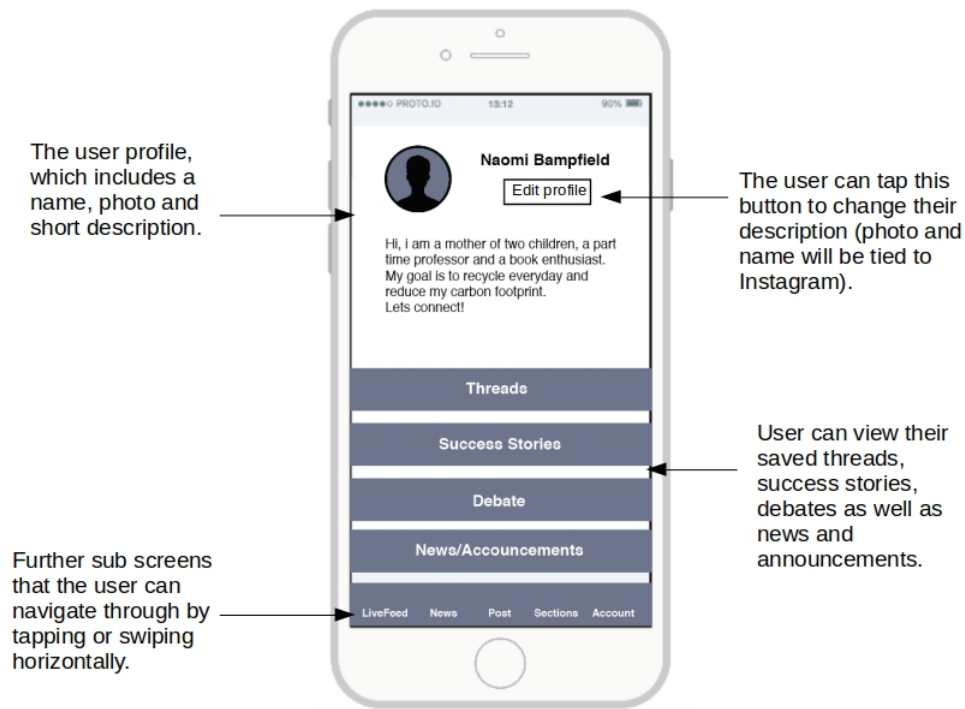 PROTO.IO 13:12 90%
The user profile,
which includes a
name, photo and
short description.
Naomi Bampfield
Edit profile
The user can tap this
button to change their
description (photo and
name will be tied to
Instagram).
Hi, i am a mother of two children, a part
time professor and a book enthusiast.
My goal is to recycle everyday and
reduce my carbon footprint.
Lets connect!
Threads
Success Stories
Debate
News/Accouncements
User can view their
saved threads,
success stories,
debates as well as
news and
announcements.
Further sub screens
that the user can
navigate through by
tapping or swiping
horizontally.
LiveFeed News Post Sections Account